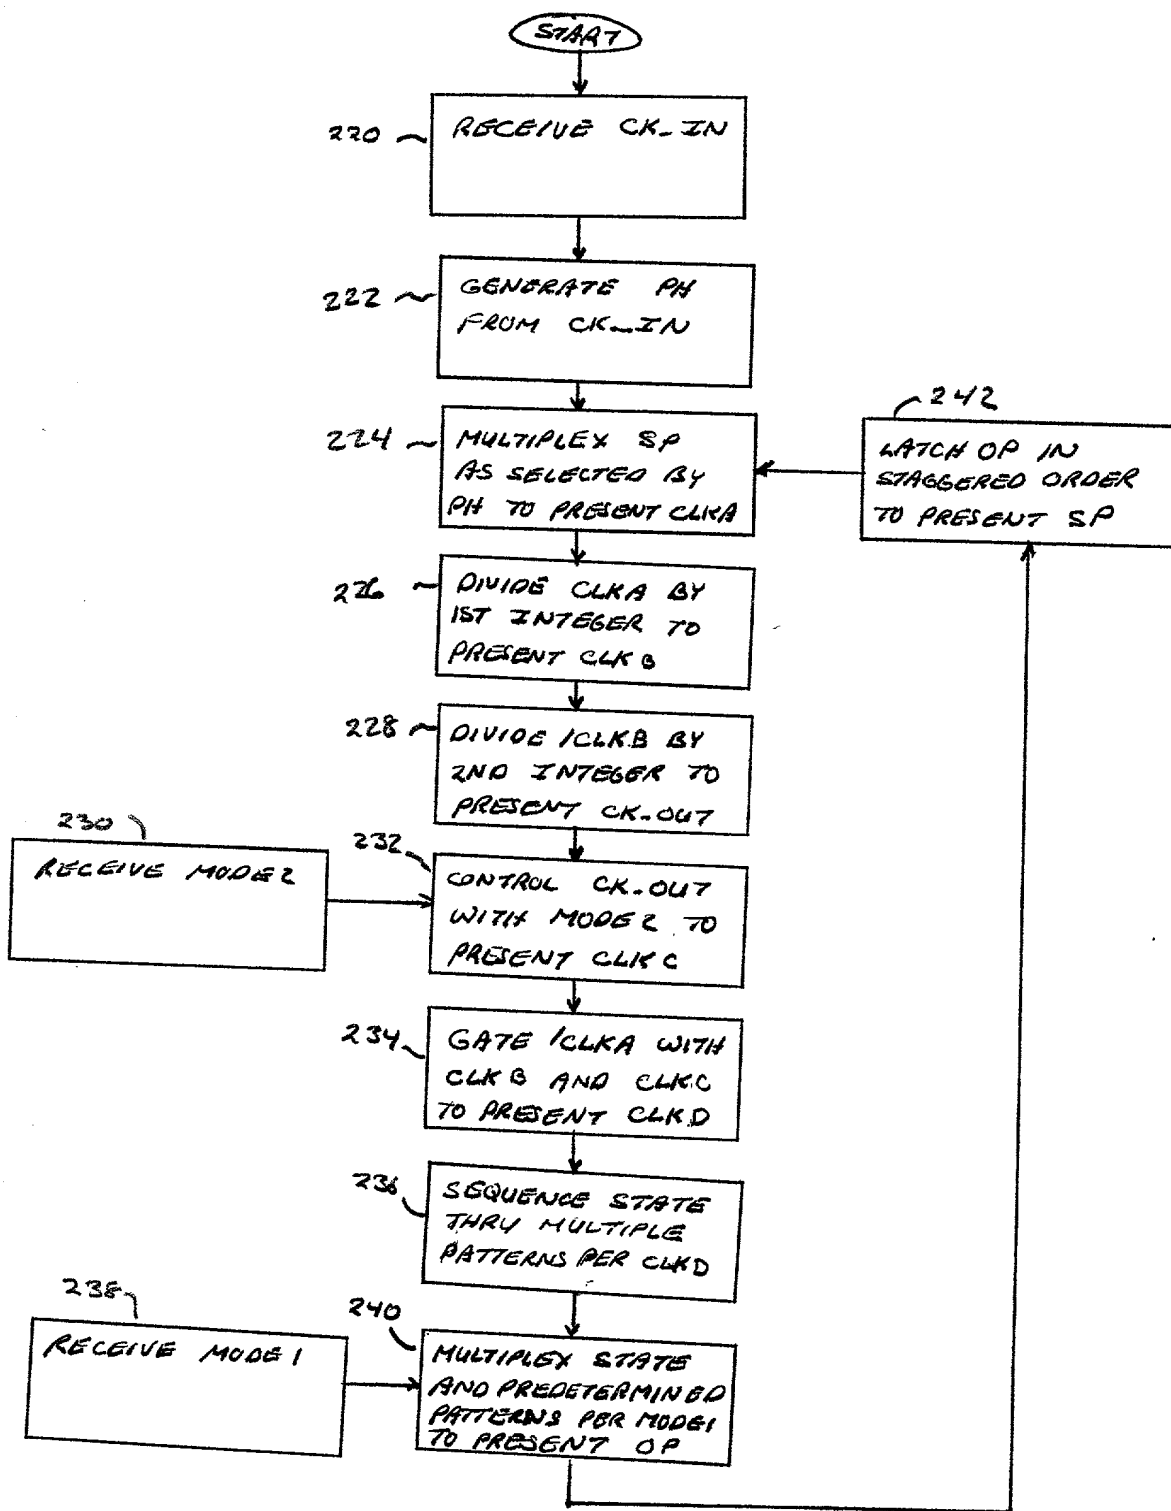 START
220
RECEIVE CK_IN
222
GENERATE PH
FROM CK_IN
224
MULTIPLEX SP
AS SELECTED BY
PH TO PRESENT CLKA
242
LATCH OP IN
STAGGERED ORDER
TO PRESENT SP
226
DIVIDE CLKA BY
1ST INTEGER TO
PRESENT CLKB
228
DIVIDE /CLKB BY
2ND INTEGER TO
PRESENT CK_OUT
230
RECEIVE MODE2
232
CONTROL CK_OUT
WITH MODE2 TO
PRESENT CLKC
234
GATE /CLKA WITH
CLKB AND CLKC
TO PRESENT CLKD
236
SEQUENCE STATE
THRU MULTIPLE
PATTERNS PER CLKD
238
RECEIVE MODE1
240
MULTIPLEX STATE
AND PREDETERMINED
PATTERNS PER MODE1
TO PRESENT OP